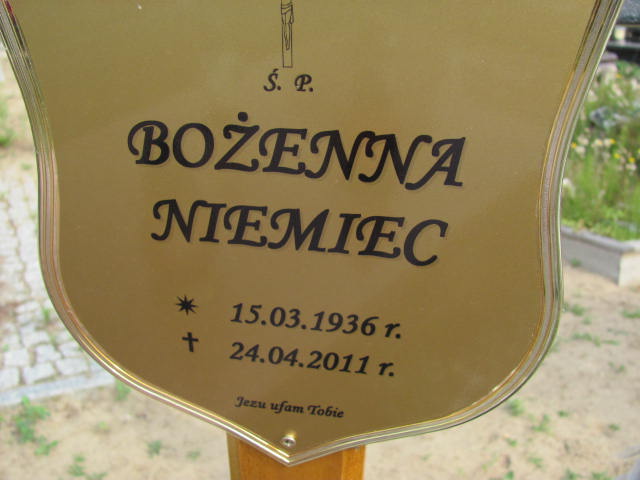 Ś. P.
BOŻENNA
NIEMIEC
15.03.1936 r.
24.04.2011 r.
Jezu ufam Tobie